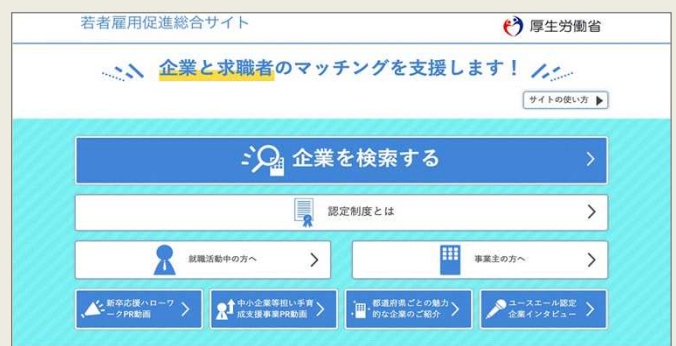 若者雇用促進総合サイト
厚生労働省
企業と求職者のマッチングを支援します！
サイトの使い方
企業を検索する
認定制度とは
就職活動中の方へ
事業主の方へ
新卒応援ハローワ
ークPR動画
中小企業等担い手育
成支援事業PR動画
都道府県ごとの魅力
的な企業のご紹介
ユースエール認定
企業インタビュー